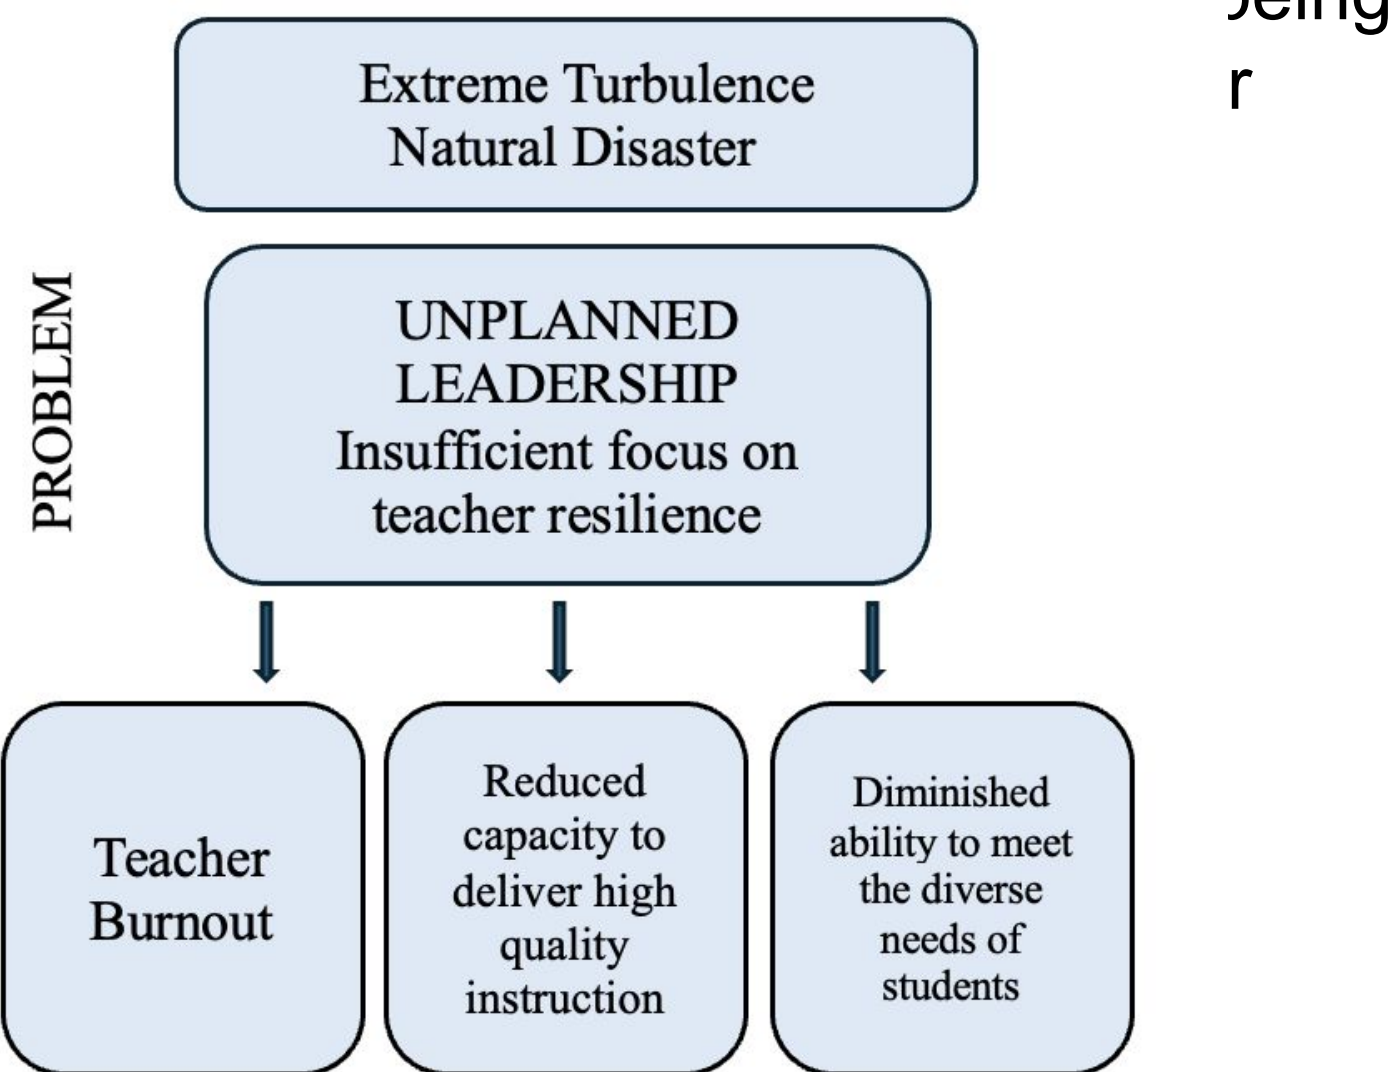 Extreme Turbulence
Natural Disaster
r
PROBLEM
UNPLANNED
LEADERSHIP
Insufficient focus on
teacher resilience
Teacher
Burnout
Reduced
capacity to
deliver high
quality
instruction
Diminished
ability to meet
the diverse
needs of
students